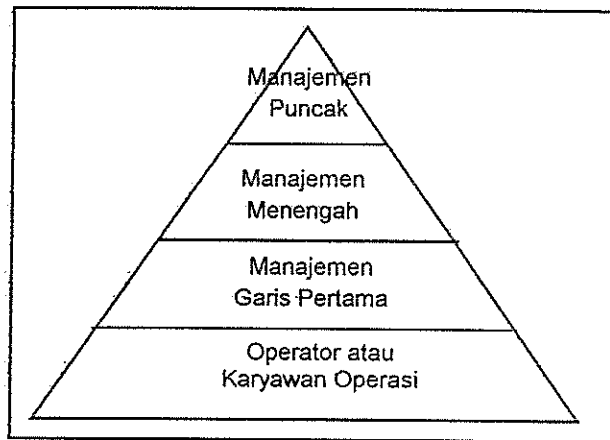 Manajemen
Puncak
Manajemen
Menengah
Manajemen
Garis Pertama
Operator atau
Karyawan Operasi